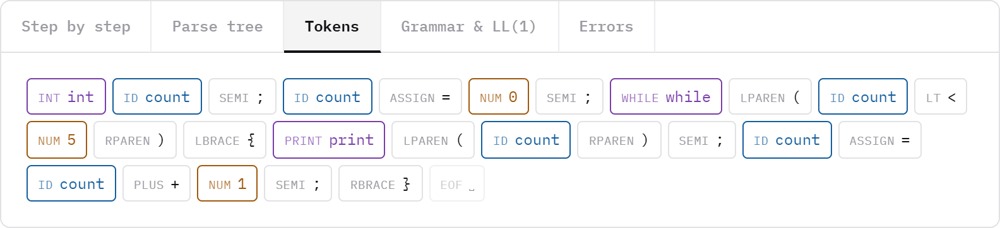 Step by step Parse tree Tokens Grammar & LL(1) Errors
INT int ID count SEMI ; ID count ASSIGN = NUM 0 SEMI ; WHILE while LPAREN ( ID count LT <
NUM 5 RPAREN ) LBRACE { PRINT print LPAREN ( ID count RPAREN ) SEMI ; ID count ASSIGN =
ID count PLUS + NUM 1 SEMI ; RBRACE } EOF ␣